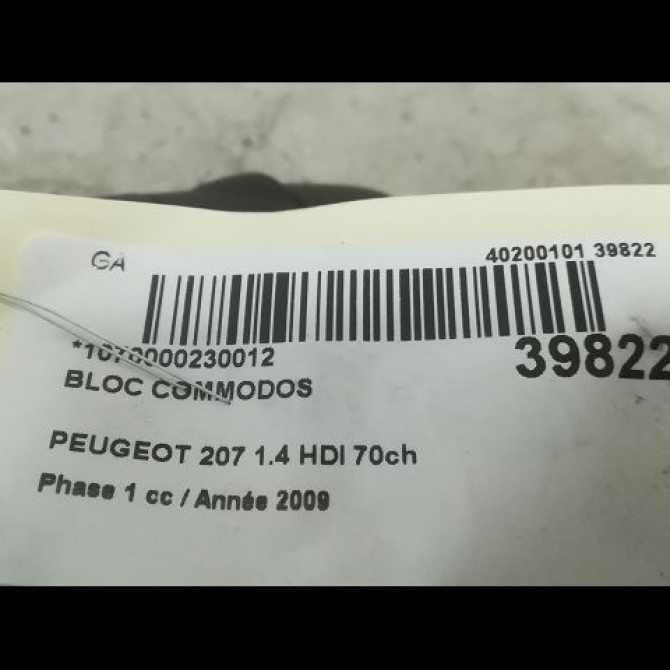 GA
40200101 39822
39822
BLOC COMMODOS
PEUGEOT 207 1.4 HDI 70ch
Phase 1 cc / Année 2009